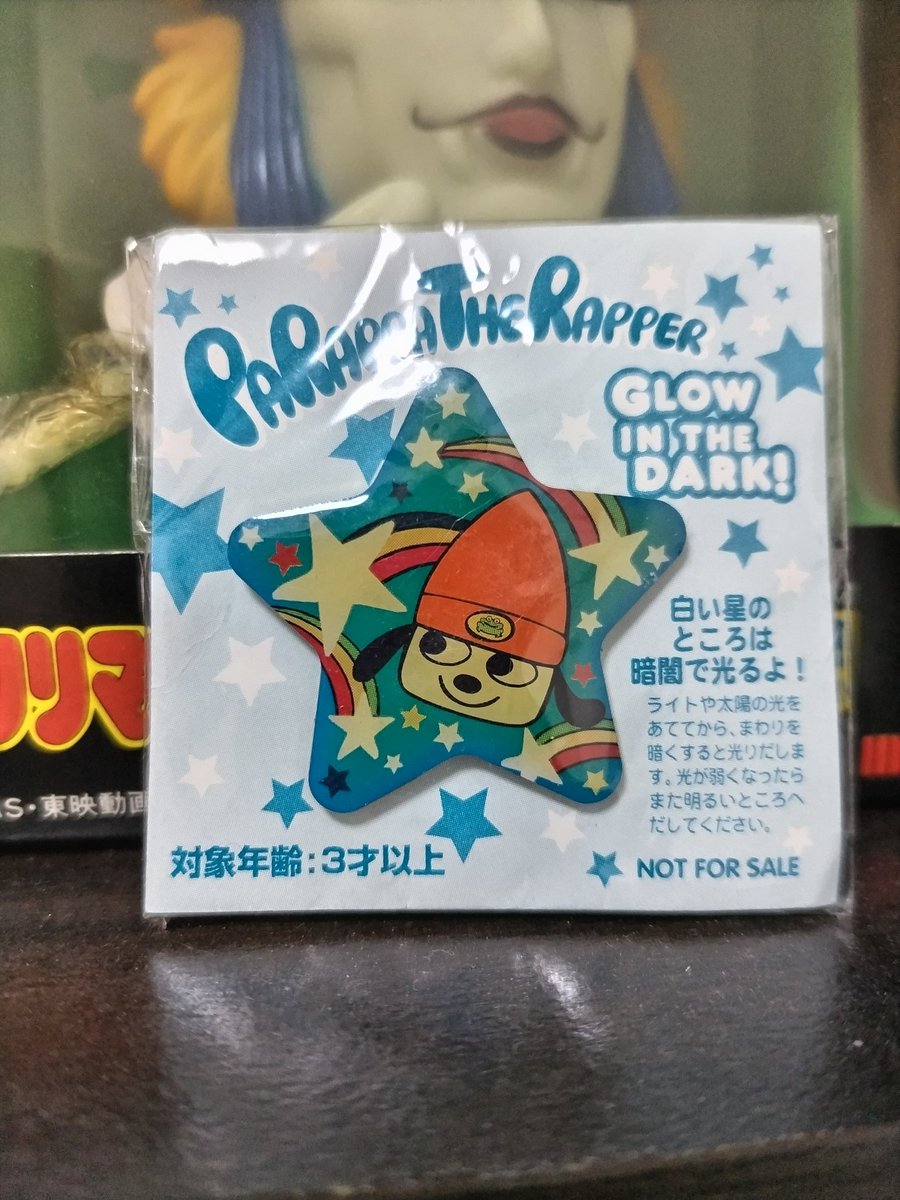 PARAPPA THE RAPPER
GLOW
IN THE
DARK!
白い星の
ところは
暗闇で光るよ!
ライトや太陽の光を
あててから、まわりを
暗くすると光りだしま
す。光が弱くなったら
また明るいところへ
だしてください。
対象年齢:3才以上
NOT FOR SALE
リマ
S・東映動画